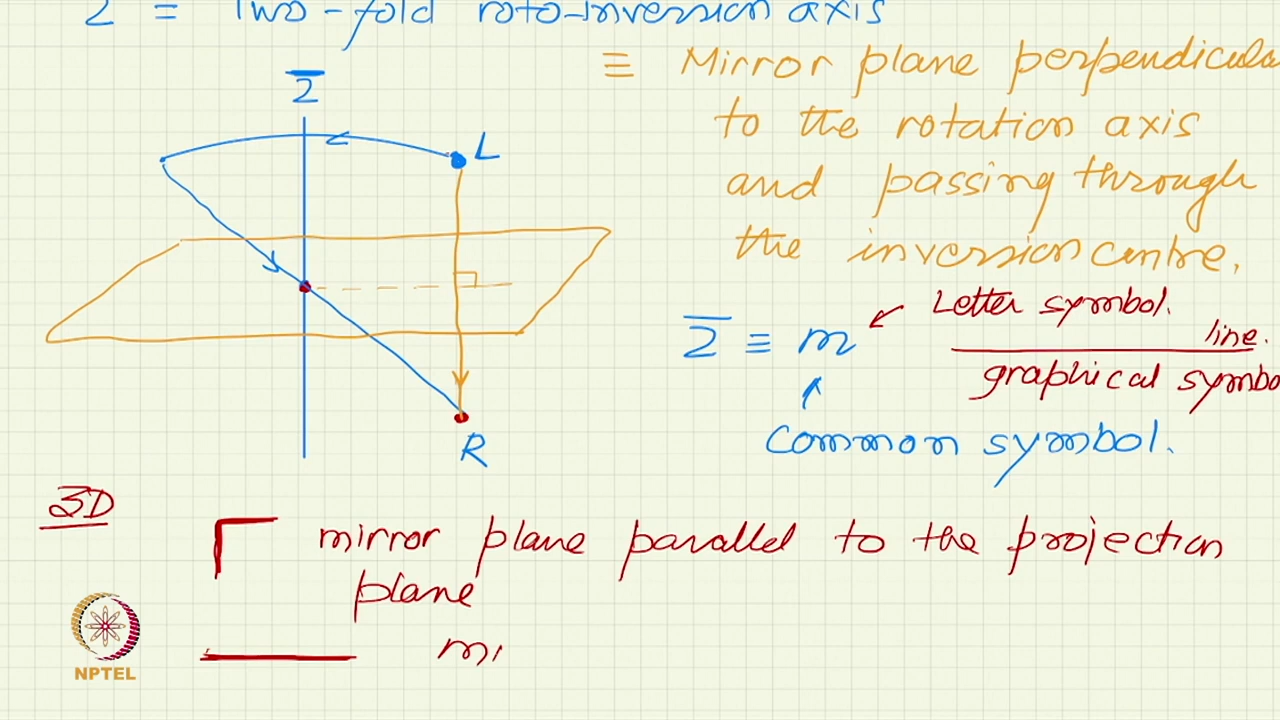 2 = Two-fold roto-inversion axis
≡ Mirror plane perpendicula
to the rotation axis
and passing through
the inversion centre.
2̅
L
R
2̅ ≡ m
Letter symbol.
line.
graphical symbo
Common symbol.
3D
mirror plane parallel to the projection
plane
mi
NPTEL